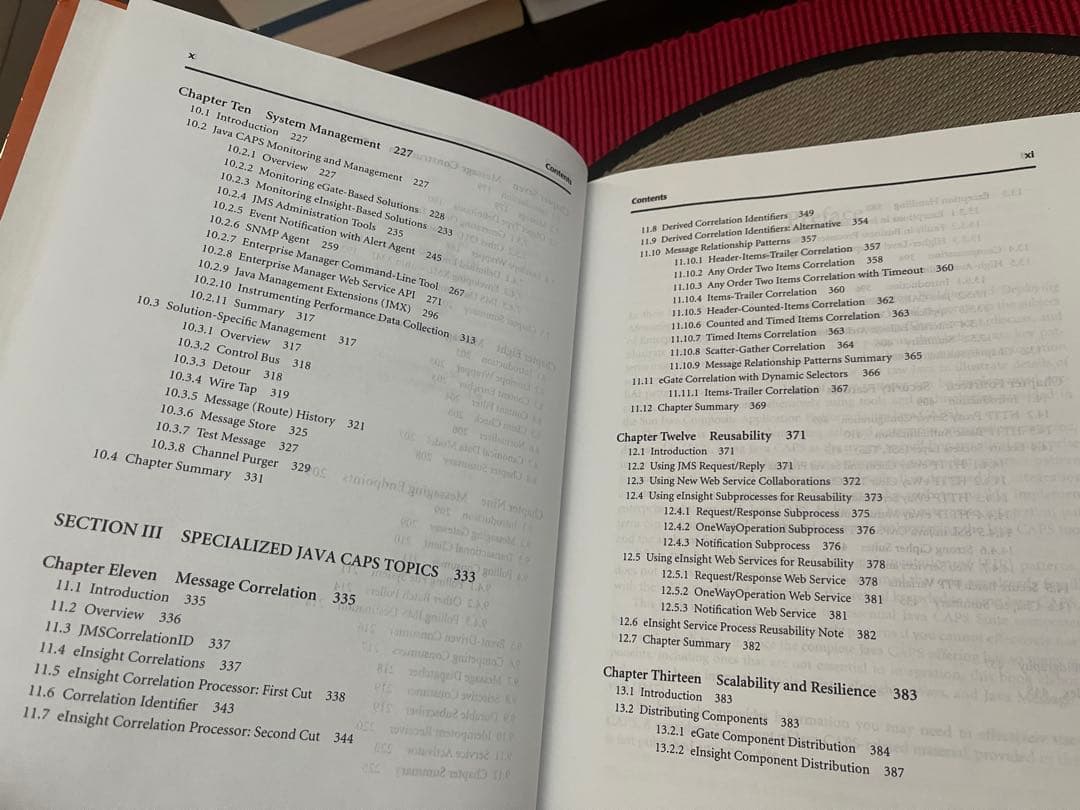 x
Contents
Chapter Ten System Management 227
10.1 Introduction 227
10.2 Java CAPS Monitoring and Management 227
10.2.1 Overview 227
10.2.2 Monitoring eGate-Based Solutions 228
10.2.3 Monitoring eInsight-Based Solutions 233
10.2.4 JMS Administration Tools 235
10.2.5 Event Notification with Alert Agent 245
10.2.6 SNMP Agent 259
10.2.7 Enterprise Manager Command-Line Tool 267
10.2.8 Enterprise Manager Web Service API 271
10.2.9 Java Management Extensions (JMX) 296
10.2.10 Instrumenting Performance Data Collection 313
10.2.11 Summary 317
10.3 Solution-Specific Management 317
10.3.1 Overview 317
10.3.2 Control Bus 318
10.3.3 Detour 318
10.3.4 Wire Tap 319
10.3.5 Message (Route) History 321
10.3.6 Message Store 325
10.3.7 Test Message 327
10.3.8 Channel Purger 329
10.4 Chapter Summary 331
SECTION III SPECIALIZED JAVA CAPS TOPICS 333
Chapter Eleven Message Correlation 335
11.1 Introduction 335
11.2 Overview 336
11.3 JMSCorrelationID 337
11.4 eInsight Correlations 337
11.5 eInsight Correlation Processor: First Cut 338
11.6 Correlation Identifier 343
11.7 eInsight Correlation Processor: Second Cut 344
Contents
xi
11.8 Derived Correlation Identifiers 349
11.9 Derived Correlation Identifiers: Alternative 354
11.10 Message Relationship Patterns 357
11.10.1 Header-Items-Trailer Correlation 357
11.10.2 Any Order Two Items Correlation 358
11.10.3 Any Order Two Items Correlation with Timeout 360
11.10.4 Items-Trailer Correlation 360
11.10.5 Header-Counted-Items Correlation 362
11.10.6 Counted and Timed Items Correlation 363
11.10.7 Timed Items Correlation 363
11.10.8 Scatter-Gather Correlation 364
11.10.9 Message Relationship Patterns Summary 365
11.11 eGate Correlation with Dynamic Selectors 366
11.11.1 Items-Trailer Correlation 367
11.12 Chapter Summary 369
Chapter Twelve Reusability 371
12.1 Introduction 371
12.2 Using JMS Request/Reply 371
12.3 Using New Web Service Collaborations 372
12.4 Using eInsight Subprocesses for Reusability 373
12.4.1 Request/Response Subprocess 375
12.4.2 OneWayOperation Subprocess 376
12.4.3 Notification Subprocess 376
12.5 Using eInsight Web Services for Reusability 378
12.5.1 Request/Response Web Service 378
12.5.2 OneWayOperation Web Service 381
12.5.3 Notification Web Service 381
12.6 eInsight Service Process Reusability Note 382
12.7 Chapter Summary 382
Chapter Thirteen Scalability and Resilience 383
13.1 Introduction 383
13.2 Distributing Components 383
13.2.1 eGate Component Distribution 384
13.2.2 eInsight Component Distribution 387